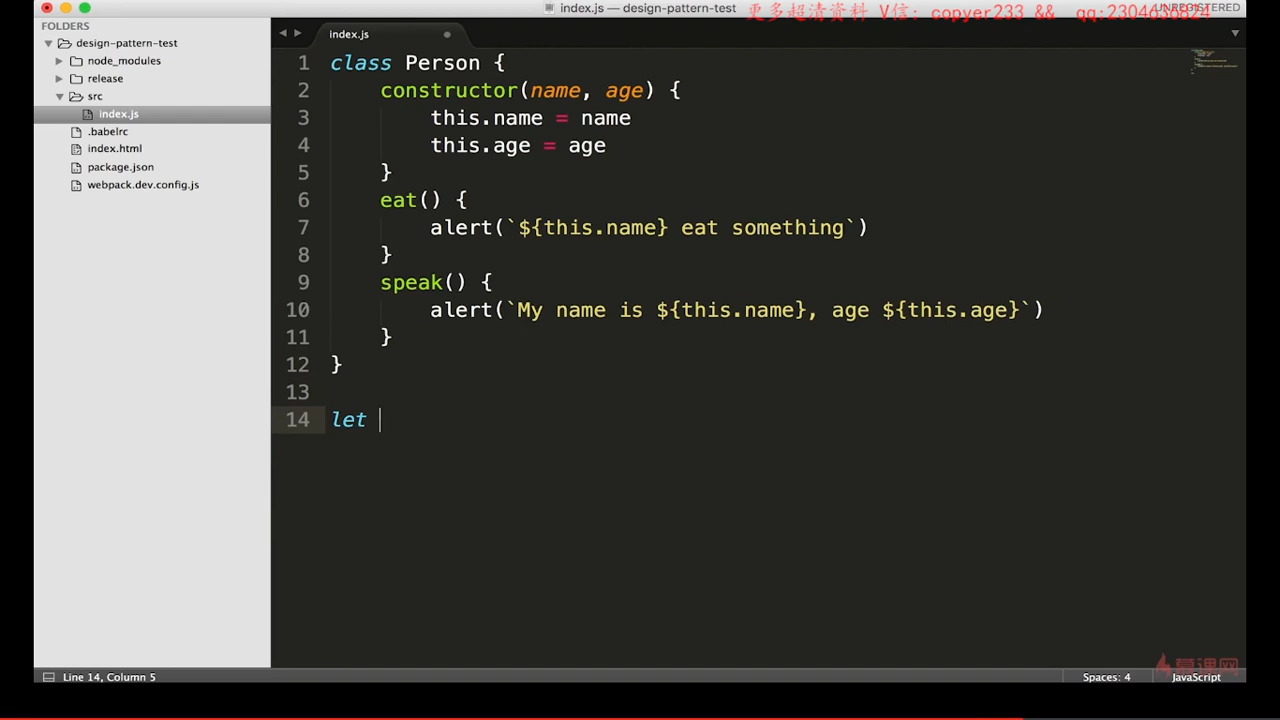 index.js — design-pattern-test
更多超清资料 V信: copyer233 && qq:2304636824
UNREGISTERED
FOLDERS
design-pattern-test
node_modules
release
src
index.js
.babelrc
index.html
package.json
webpack.dev.config.js
index.js
1 class Person {
2 constructor(name, age) {
3 this.name = name
4 this.age = age
5 }
6 eat() {
7 alert(`${this.name} eat something`)
8 }
9 speak() {
10 alert(`My name is ${this.name}, age ${this.age}`)
11 }
12 }
13
14 let
慕课网
Line 14, Column 5
Spaces: 4
JavaScript